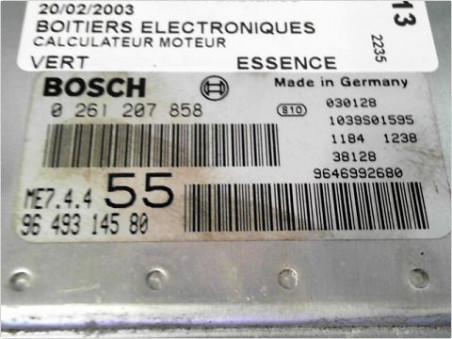 20/02/2003
BOITIERS ELECTRONIQUES
CALCULATEUR MOTEUR
VERT ESSENCE
13
2235
BOSCH Made in Germany
0 261 207 858 S10 030128
1039S01595
1184 1238
38128
9646992680
ME7.4.4 55
96 493 145 80